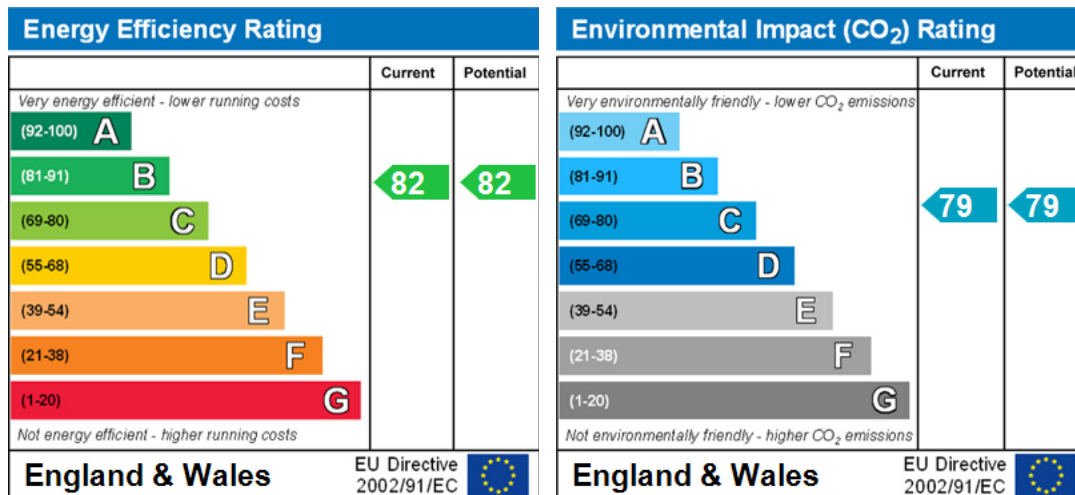 Energy Efficiency Rating
Current Potential
Very energy efficient - lower running costs
(92-100) A
(81-91) B
82 82
(69-80) C
(55-68) D
(39-54) E
(21-38) F
(1-20) G
Not energy efficient - higher running costs
England & Wales
EU Directive
2002/91/EC
Environmental Impact (CO₂) Rating
Current Potential
Very environmentally friendly - lower CO₂ emissions
(92-100) A
(81-91) B
(69-80) C
79 79
(55-68) D
(39-54) E
(21-38) F
(1-20) G
Not environmentally friendly - higher CO₂ emissions
England & Wales
EU Directive
2002/91/EC